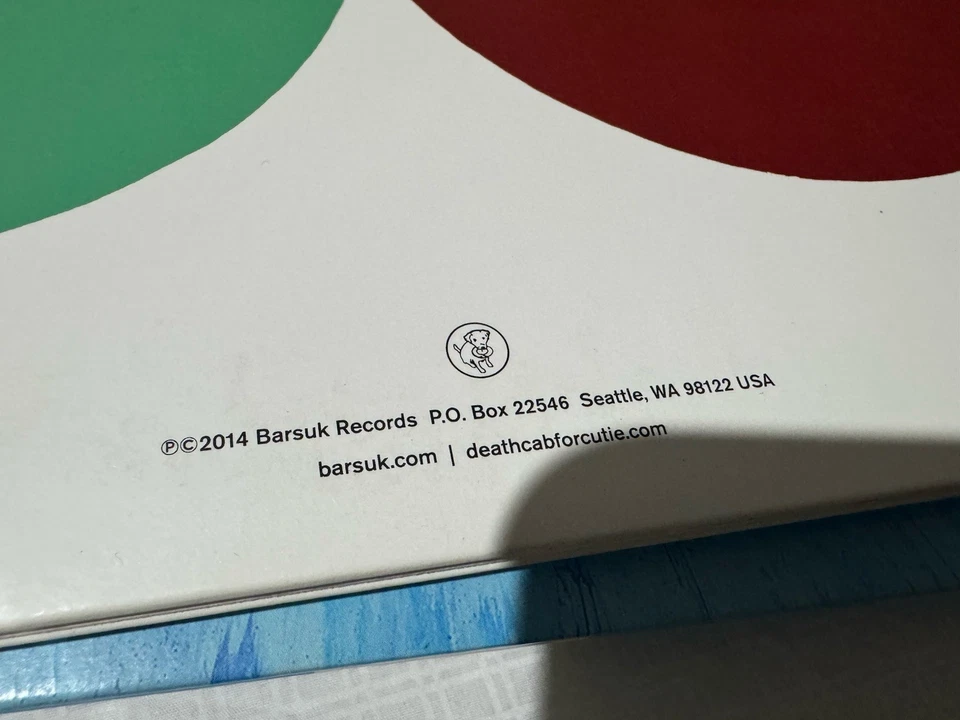 ℗©2014 Barsuk Records P.O. Box 22546 Seattle, WA 98122 USA
barsuk.com | deathcabforcutie.com